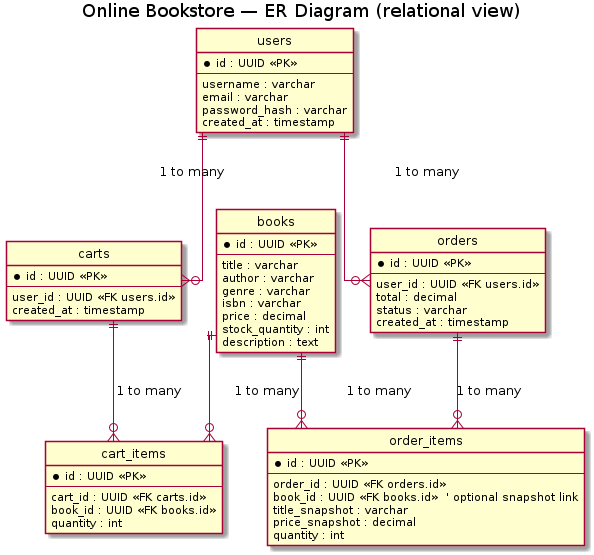 Online Bookstore — ER Diagram (relational view)
users
id : UUID «PK»
username : varchar
email : varchar
password_hash : varchar
created_at : timestamp
1 to many
1 to many
books
id : UUID «PK»
title : varchar
author : varchar
genre : varchar
isbn : varchar
price : decimal
stock_quantity : int
description : text
carts
id : UUID «PK»
user_id : UUID «FK users.id»
created_at : timestamp
orders
id : UUID «PK»
user_id : UUID «FK users.id»
total : decimal
status : varchar
created_at : timestamp
1 to many
1 to many
1 to many
1 to many
cart_items
id : UUID «PK»
cart_id : UUID «FK carts.id»
book_id : UUID «FK books.id»
quantity : int
order_items
id : UUID «PK»
order_id : UUID «FK orders.id»
book_id : UUID «FK books.id» ' optional snapshot link
title_snapshot : varchar
price_snapshot : decimal
quantity : int